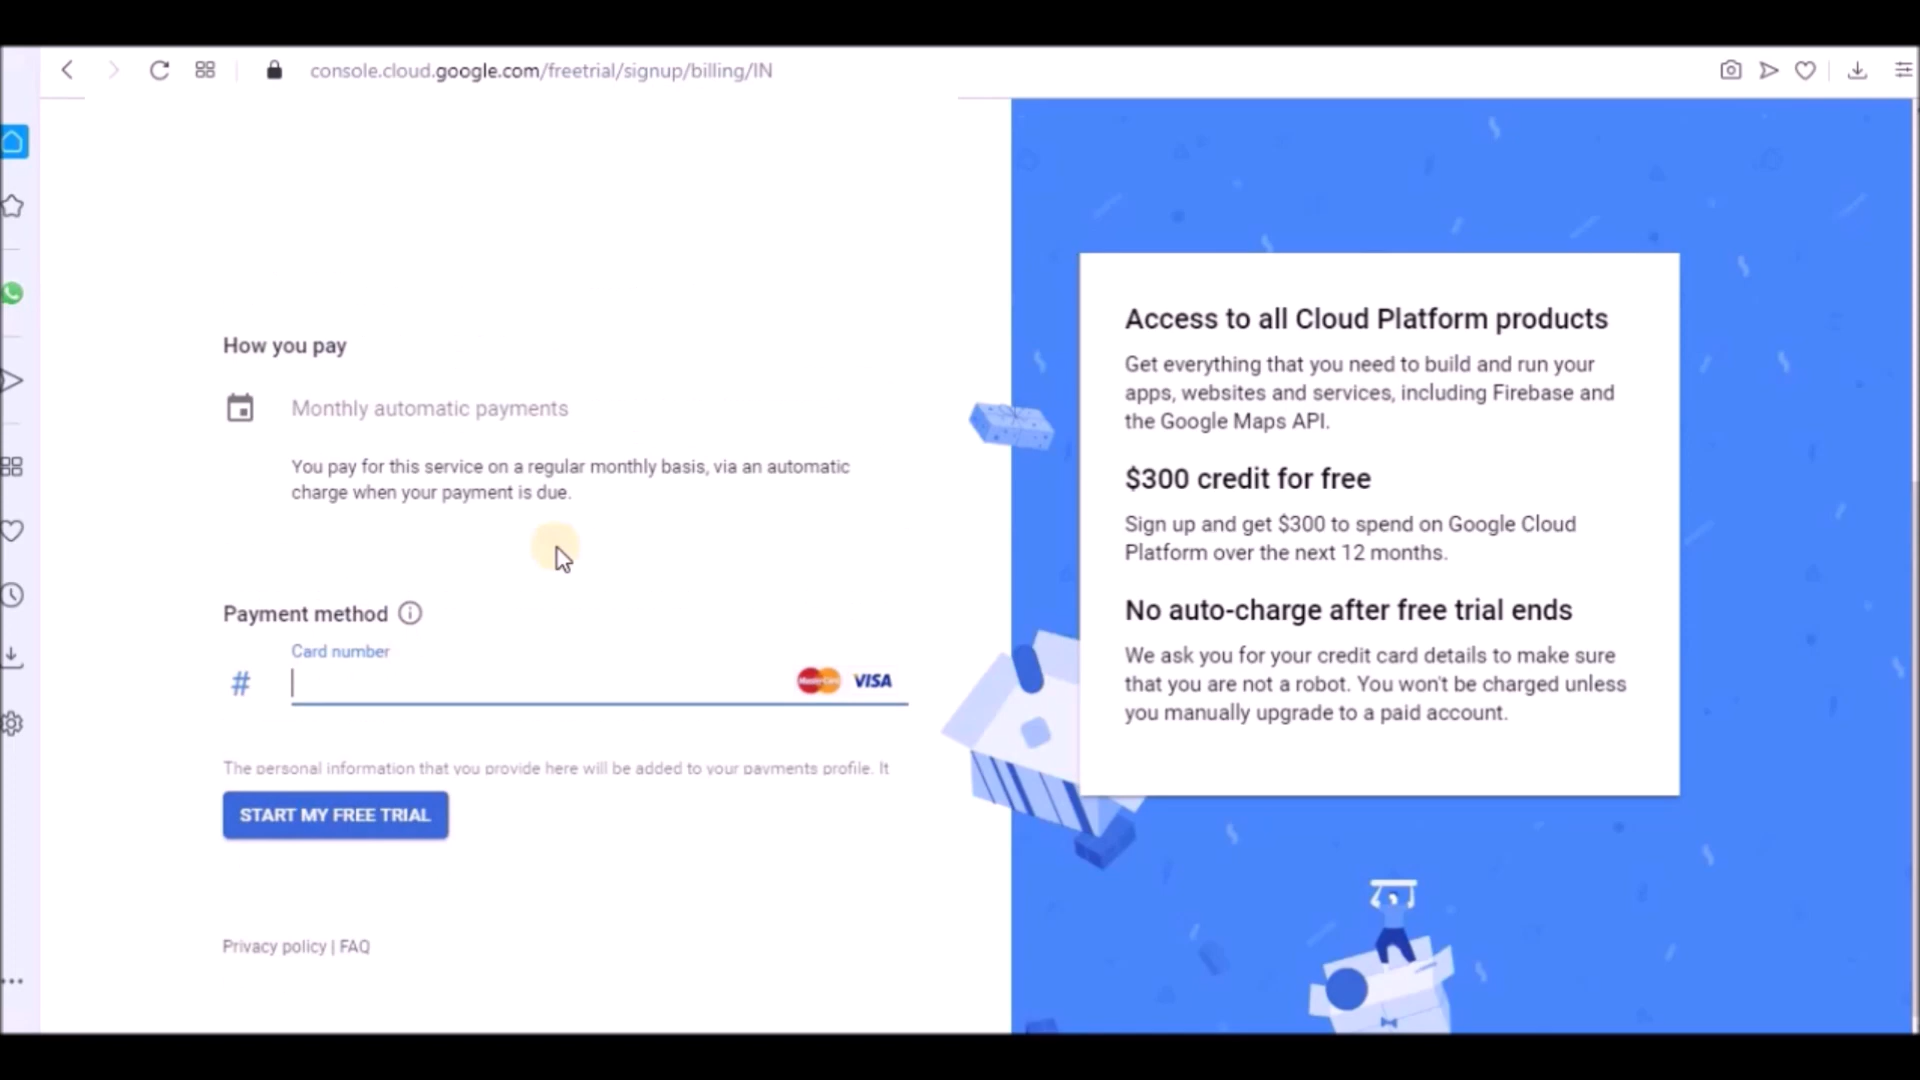 console.cloud.google.com/freetrial/signup/billing/IN
How you pay
Monthly automatic payments
You pay for this service on a regular monthly basis, via an automatic
charge when your payment is due.
Payment method
Card number
#
MasterCard VISA
The personal information that you provide here will be added to your payments profile. It
START MY FREE TRIAL
Privacy policy | FAQ
Access to all Cloud Platform products
Get everything that you need to build and run your
apps, websites and services, including Firebase and
the Google Maps API.
$300 credit for free
Sign up and get $300 to spend on Google Cloud
Platform over the next 12 months.
No auto-charge after free trial ends
We ask you for your credit card details to make sure
that you are not a robot. You won't be charged unless
you manually upgrade to a paid account.